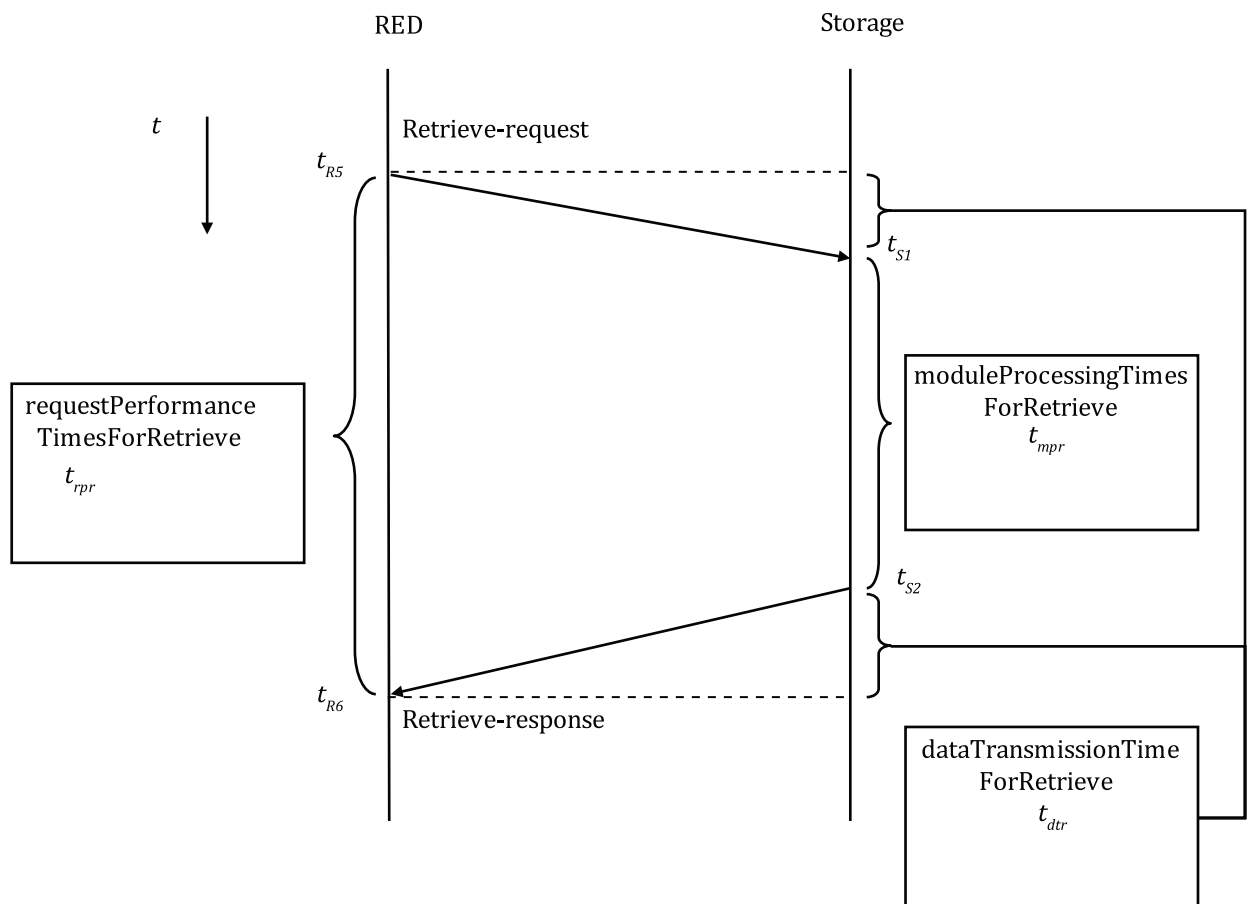 RED
Storage
t
Retrieve-request
t_R5
t_S1
requestPerformance
TimesForRetrieve
t_rpr
moduleProcessingTimes
ForRetrieve
t_mpr
t_S2
t_R6
Retrieve-response
dataTransmissionTime
ForRetrieve
t_dtr